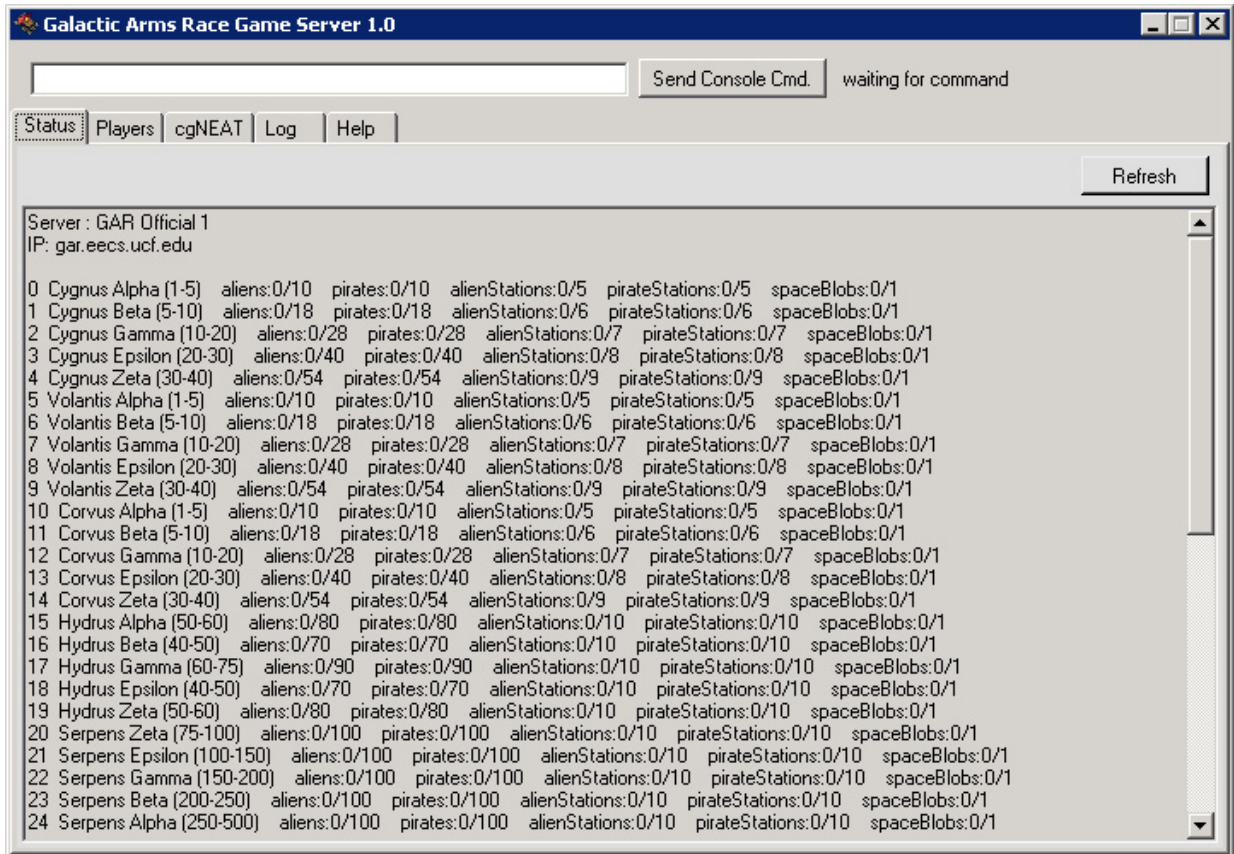 Galactic Arms Race Game Server 1.0
Send Console Cmd. waiting for command
Status Players cgNEAT Log Help
Refresh
Server : GAR Official 1
IP: gar.eecs.ucf.edu
0 Cygnus Alpha (1-5) aliens:0/10 pirates:0/10 alienStations:0/5 pirateStations:0/5 spaceBlobs:0/1
1 Cygnus Beta (5-10) aliens:0/18 pirates:0/18 alienStations:0/6 pirateStations:0/6 spaceBlobs:0/1
2 Cygnus Gamma (10-20) aliens:0/28 pirates:0/28 alienStations:0/7 pirateStations:0/7 spaceBlobs:0/1
3 Cygnus Epsilon (20-30) aliens:0/40 pirates:0/40 alienStations:0/8 pirateStations:0/8 spaceBlobs:0/1
4 Cygnus Zeta (30-40) aliens:0/54 pirates:0/54 alienStations:0/9 pirateStations:0/9 spaceBlobs:0/1
5 Volantis Alpha (1-5) aliens:0/10 pirates:0/10 alienStations:0/5 pirateStations:0/5 spaceBlobs:0/1
6 Volantis Beta (5-10) aliens:0/18 pirates:0/18 alienStations:0/6 pirateStations:0/6 spaceBlobs:0/1
7 Volantis Gamma (10-20) aliens:0/28 pirates:0/28 alienStations:0/7 pirateStations:0/7 spaceBlobs:0/1
8 Volantis Epsilon (20-30) aliens:0/40 pirates:0/40 alienStations:0/8 pirateStations:0/8 spaceBlobs:0/1
9 Volantis Zeta (30-40) aliens:0/54 pirates:0/54 alienStations:0/9 pirateStations:0/9 spaceBlobs:0/1
10 Corvus Alpha (1-5) aliens:0/10 pirates:0/10 alienStations:0/5 pirateStations:0/5 spaceBlobs:0/1
11 Corvus Beta (5-10) aliens:0/18 pirates:0/18 alienStations:0/6 pirateStations:0/6 spaceBlobs:0/1
12 Corvus Gamma (10-20) aliens:0/28 pirates:0/28 alienStations:0/7 pirateStations:0/7 spaceBlobs:0/1
13 Corvus Epsilon (20-30) aliens:0/40 pirates:0/40 alienStations:0/8 pirateStations:0/8 spaceBlobs:0/1
14 Corvus Zeta (30-40) aliens:0/54 pirates:0/54 alienStations:0/9 pirateStations:0/9 spaceBlobs:0/1
15 Hydrus Alpha (50-60) aliens:0/80 pirates:0/80 alienStations:0/10 pirateStations:0/10 spaceBlobs:0/1
16 Hydrus Beta (40-50) aliens:0/70 pirates:0/70 alienStations:0/10 pirateStations:0/10 spaceBlobs:0/1
17 Hydrus Gamma (60-75) aliens:0/90 pirates:0/90 alienStations:0/10 pirateStations:0/10 spaceBlobs:0/1
18 Hydrus Epsilon (40-50) aliens:0/70 pirates:0/70 alienStations:0/10 pirateStations:0/10 spaceBlobs:0/1
19 Hydrus Zeta (50-60) aliens:0/80 pirates:0/80 alienStations:0/10 pirateStations:0/10 spaceBlobs:0/1
20 Serpens Zeta (75-100) aliens:0/100 pirates:0/100 alienStations:0/10 pirateStations:0/10 spaceBlobs:0/1
21 Serpens Epsilon (100-150) aliens:0/100 pirates:0/100 alienStations:0/10 pirateStations:0/10 spaceBlobs:0/1
22 Serpens Gamma (150-200) aliens:0/100 pirates:0/100 alienStations:0/10 pirateStations:0/10 spaceBlobs:0/1
23 Serpens Beta (200-250) aliens:0/100 pirates:0/100 alienStations:0/10 pirateStations:0/10 spaceBlobs:0/1
24 Serpens Alpha (250-500) aliens:0/100 pirates:0/100 alienStations:0/10 pirateStations:0/10 spaceBlobs:0/1